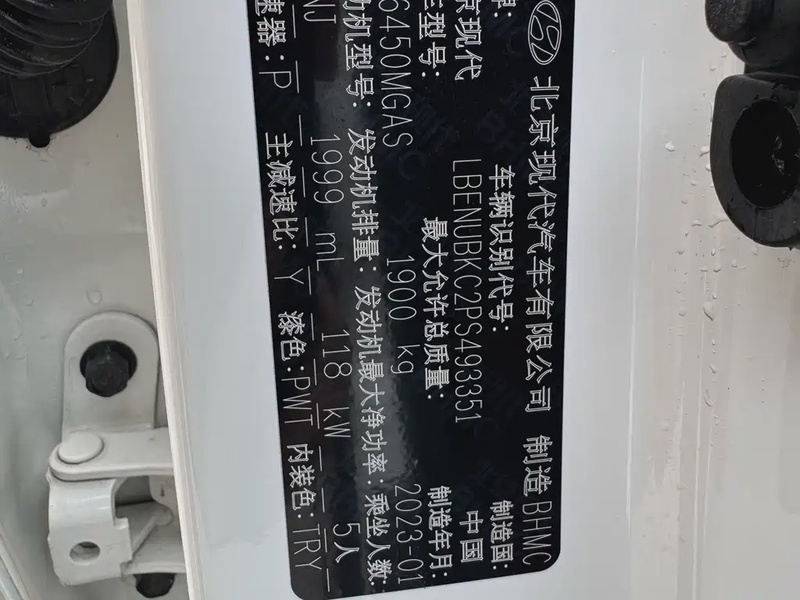 北京现代汽车有限公司 制造 BHMC
车辆识别代号: 制造国:
京现代 LBENUBKC2PS493351 中国
车型号: 最大允许总质量: 制造年月:
6450MGAS 1900 kg 2023-01
动机型号: 发动机排量: 发动机最大净功率: 乘坐人数:
NJ 1999 mL 118 kW 5人
速器: P 主减速比: Y 漆色: PWT 内装色: TRY